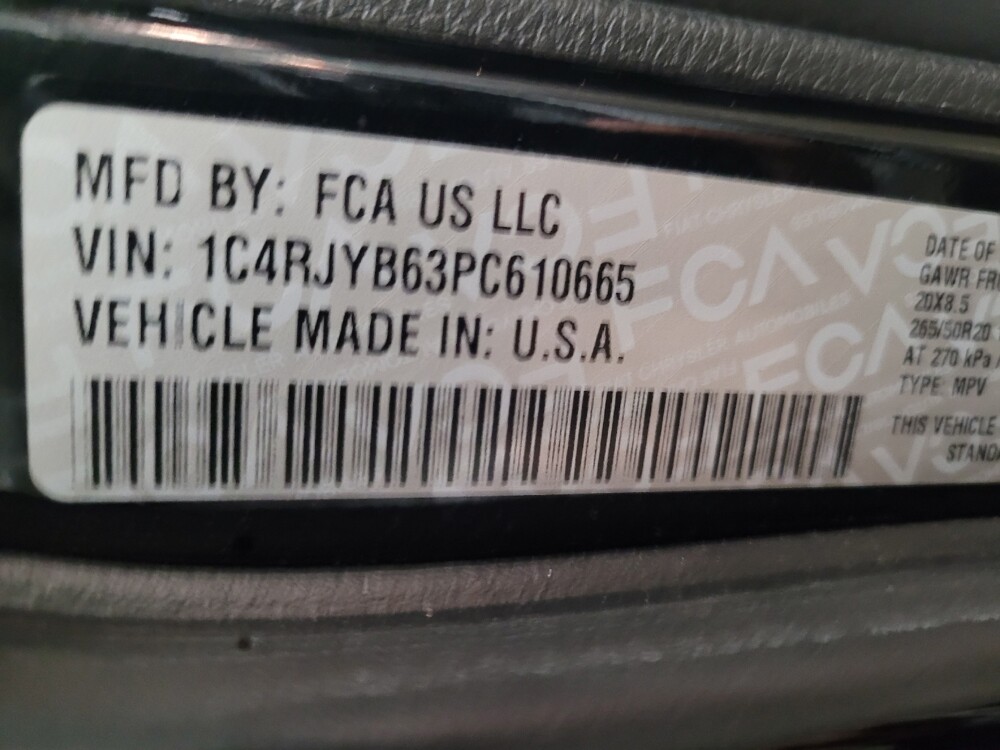 MFD BY: FCA US LLC
VIN: 1C4RJYB63PC610665
VEHICLE MADE IN: U.S.A.
DATE OF
GAWR FR
20X8.5
265/50R20
AT 270 kPa
TYPE MPV
THIS VEHICLE
STANDA